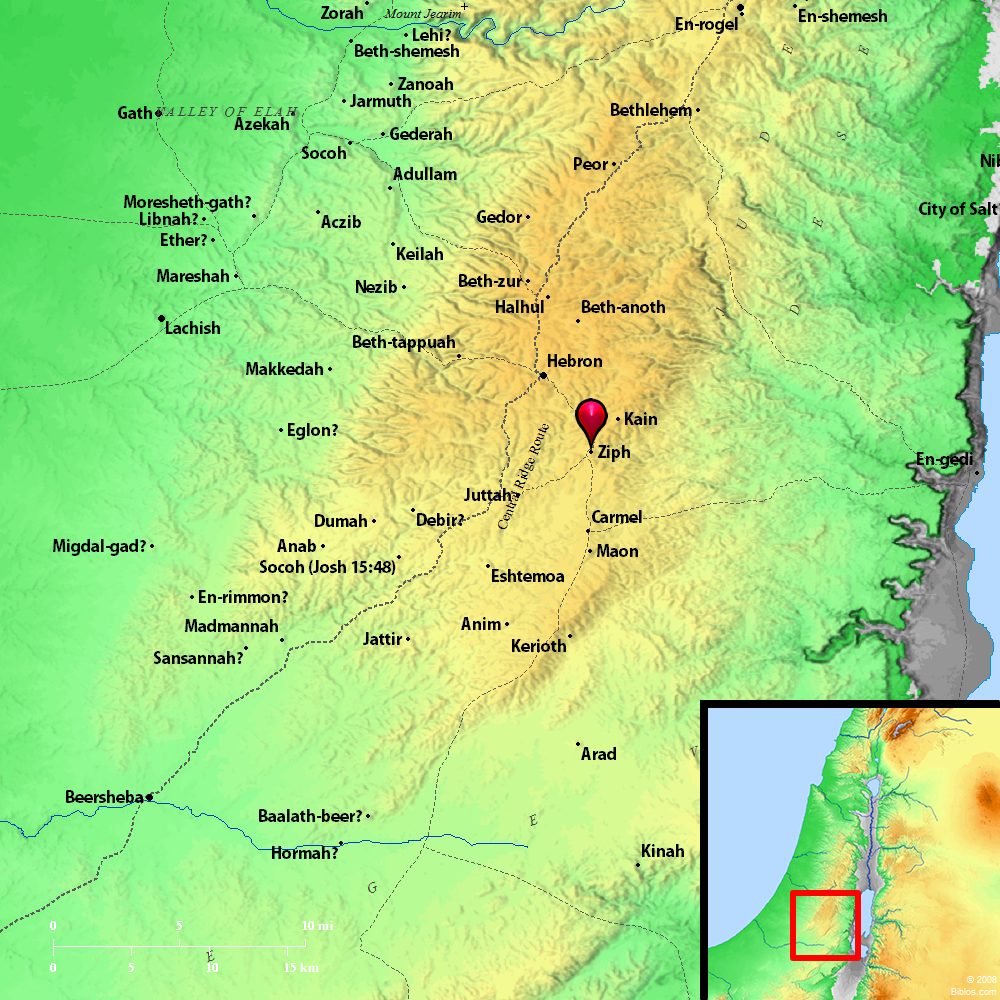 Zorah
Mount Jearim
En-rogel
En-shemesh
Lehi?
Beth-shemesh
Zanoah
Jarmuth
Gath
VALLEY OF ELAH
Azekah
Bethlehem
Gederah
Socoh
Peor
Adullam
Nib
Moresheth-gath?
Libnah?
Aczib
Gedor
City of Salt
Ether?
Keilah
Mareshah
Nezib
Beth-zur
Halhul
Beth-anoth
Lachish
Beth-tappuah
Hebron
Makkedah
Kain
Eglon?
Ziph
Central Ridge Route
En-gedi
Juttah
Dumah
Debir?
Carmel
Migdal-gad?
Anab
Maon
Socoh (Josh 15:48)
Eshtemoa
En-rimmon?
Madmannah
Jattir
Anim
Kerioth
Sansannah?
Arad
Beersheba
Baalath-beer?
Hormah?
Kinah
J U D E
D E S E
N E G E V
0 5 10 mi
0 5 10 15 km
© 2008
Biblos.com